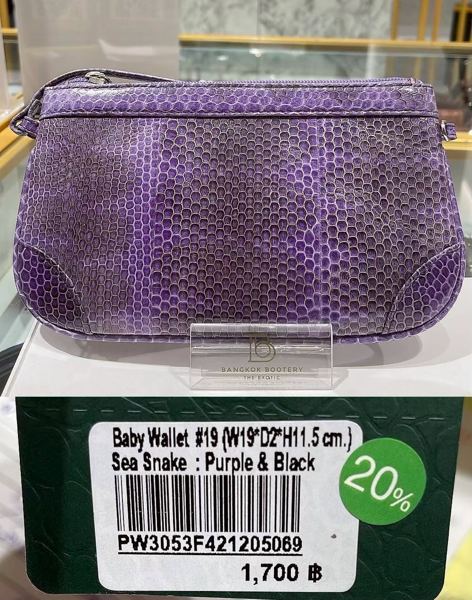 BANGKOK BOOTERY
THE EXOTIC
Baby Wallet #19 (W19*D2*H11.5 cm.)
Sea Snake : Purple & Black
20%
PW3053F421205069
1,700 ฿